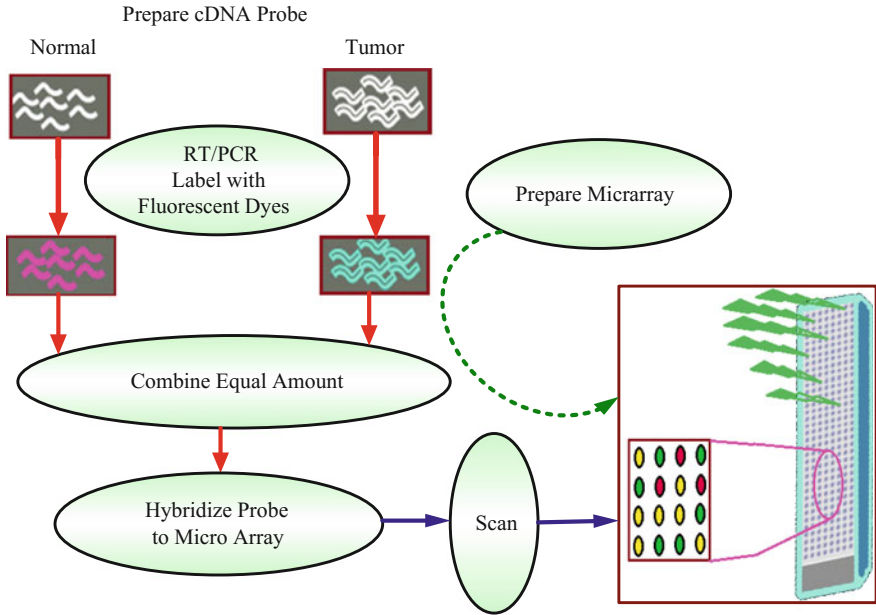 Prepare cDNA Probe
Normal
Tumor
RT/PCR
Label with
Fluorescent Dyes
Prepare Micrarray
Combine Equal Amount
Hybridize Probe
to Micro Array
Scan